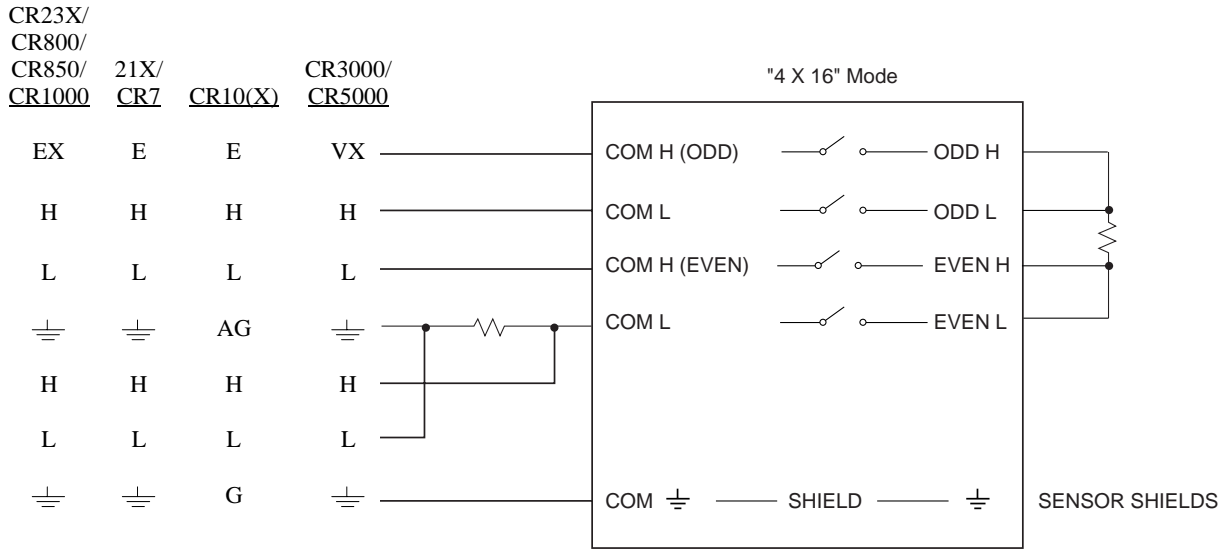 CR23X/
CR800/
CR850/ 21X/ CR3000/
CR1000 CR7 CR10(X) CR5000
"4 X 16" Mode
EX E E VX COM H (ODD) ODD H
H H H H COM L ODD L
L L L L COM H (EVEN) EVEN H
AG COM L EVEN L
H H H H
L L L L
G COM SHIELD SENSOR SHIELDS